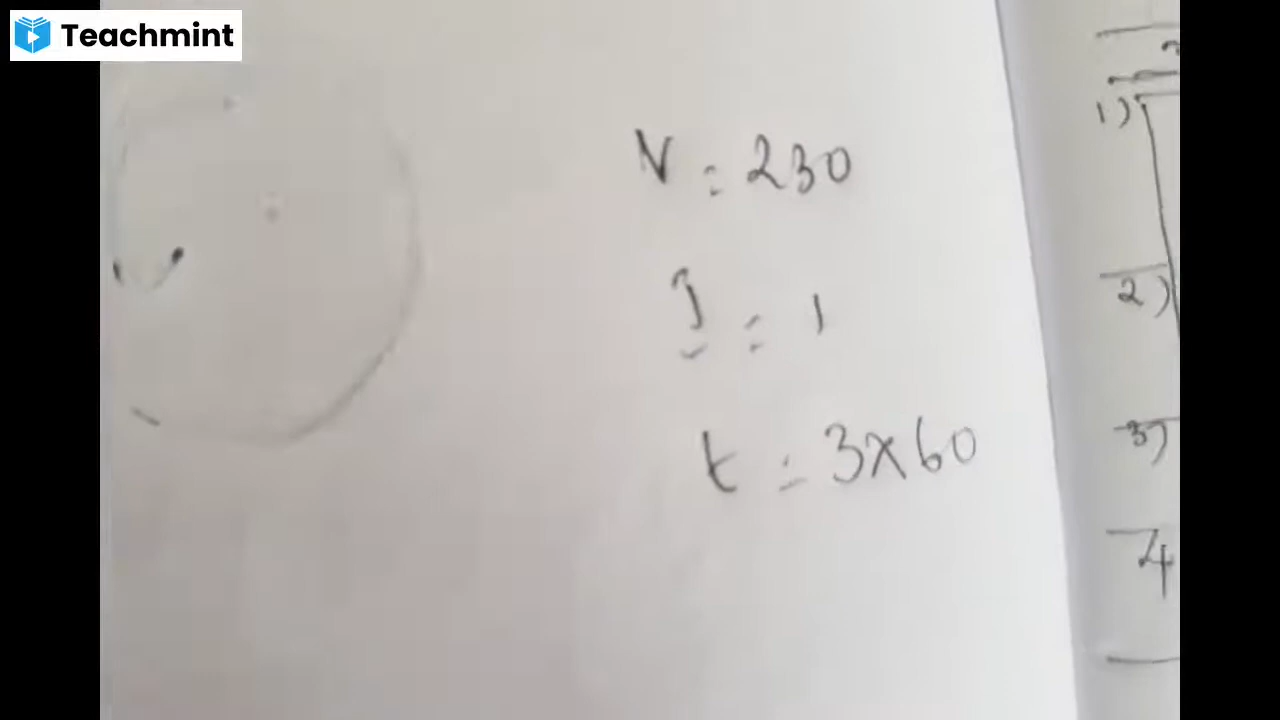 Teachmint
V = 230
I = 1
t = 3x60
1)
2)
3)
4